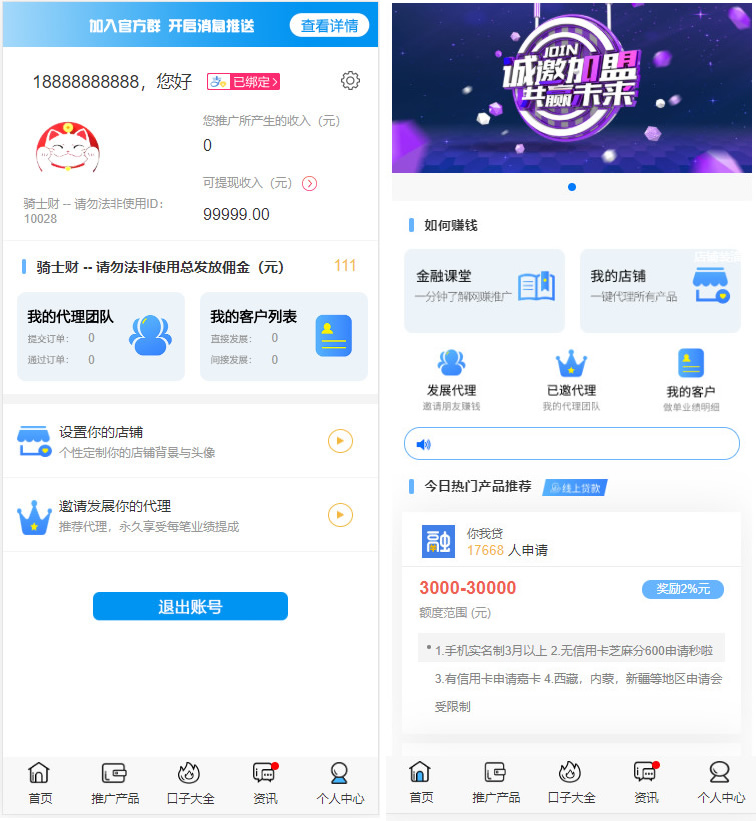 加入官方群 开启消息推送
查看详情
18888888888，您好
已绑定
您推广所产生的收入（元）
0
可提现收入（元）
99999.00
骑士财 -- 请勿法非使用ID：
10028
骑士财 -- 请勿法非使用总发放佣金（元）
111
我的代理团队
提交订单： 0
通过订单： 0
我的客户列表
直接发展： 0
间接发展： 0
设置你的店铺
个性定制你的店铺背景与头像
邀请发展你的代理
推荐代理，永久享受每笔业绩提成
退出账号
首页
推广产品
口子大全
资讯
个人中心
JOIN
诚邀加盟
共赢未来
如何赚钱
金融课堂
一分钟了解网赚推广
我的店铺
一键代理所有产品
发展代理
邀请朋友赚钱
已邀代理
我的代理团队
我的客户
做单业绩明细
今日热门产品推荐
线上贷款
融
你我贷
17668 人申请
3000-30000
奖励2%元
额度范围 (元)
1.手机实名制3月以上 2.无信用卡芝麻分600申请秒啦
3.有信用卡申请嘉卡 4.西藏，内蒙，新疆等地区申请会
受限制
首页
推广产品
口子大全
资讯
个人中心